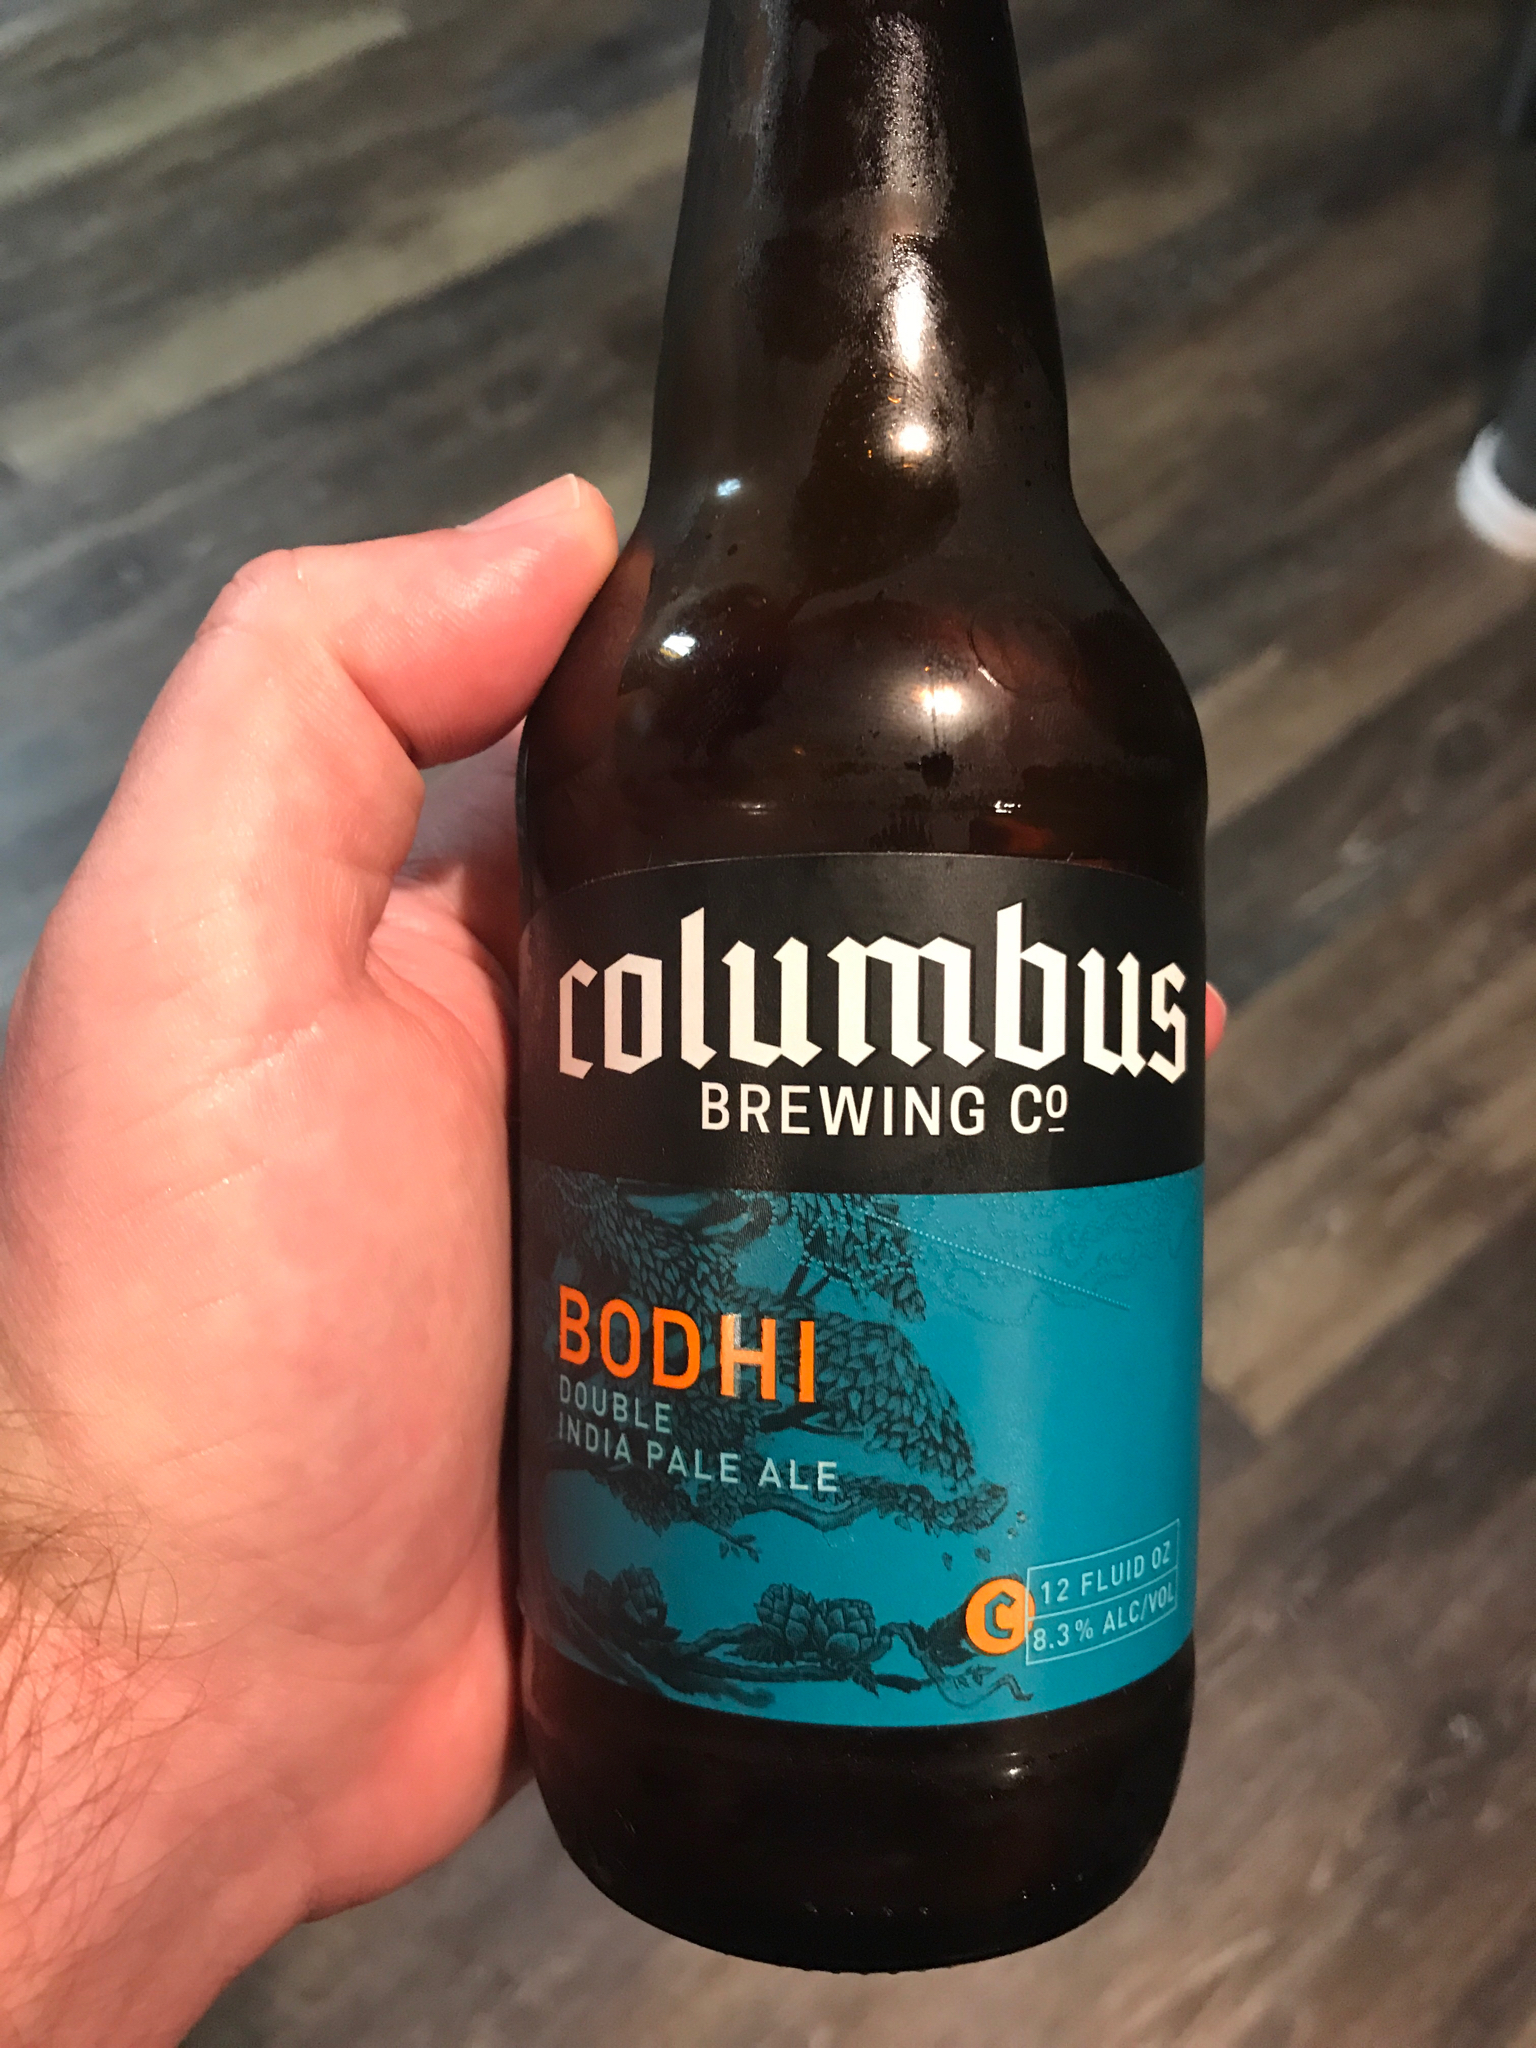 columbus
BREWING Co
BODHI
DOUBLE
INDIA PALE ALE
C
12 FLUID OZ
8.3% ALC/VOL